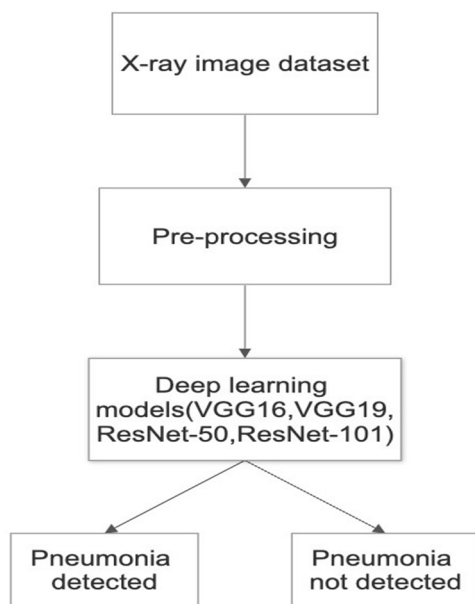 X-ray image dataset
Pre-processing
Deep learning
models(VGG16,VGG19,
ResNet-50,ResNet-101)
Pneumonia
detected
Pneumonia
not detected